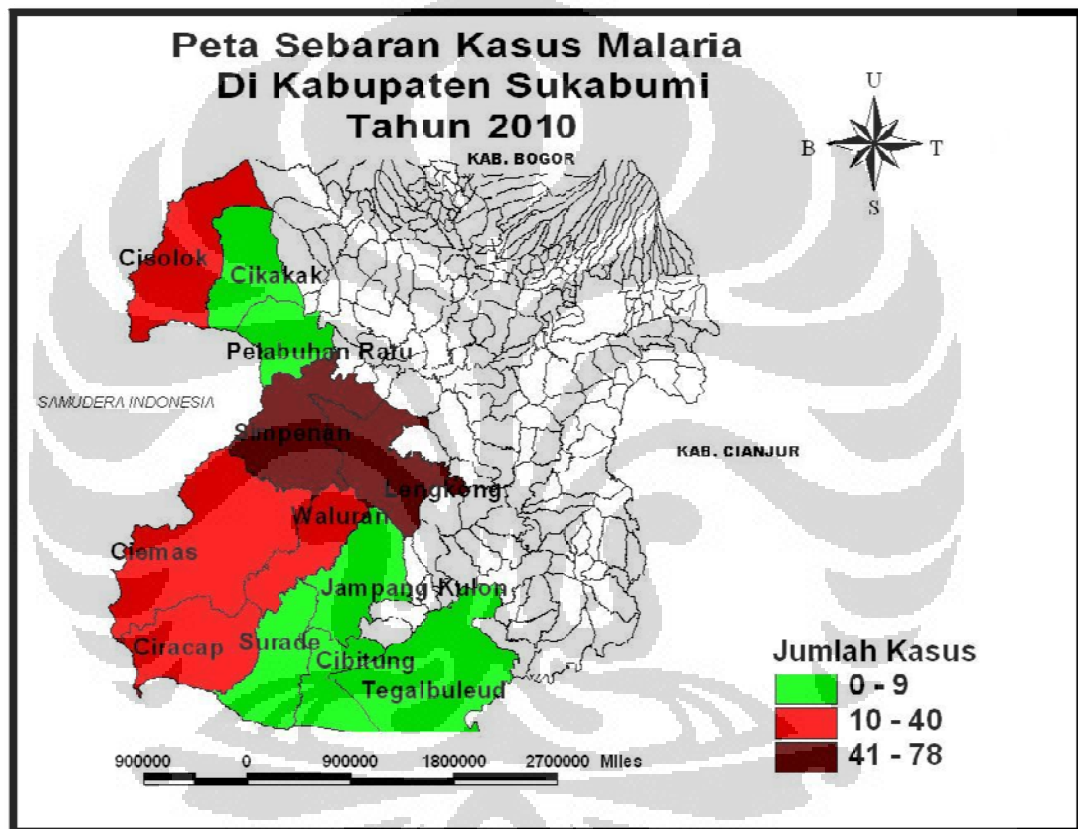 Peta Sebaran Kasus Malaria
Di Kabupaten Sukabumi
Tahun 2010
KAB. BOGOR
U
B
T
S
Cisolok
Cikakak
Pelabuhan Ratu
SAMUDERA INDONESIA
Simpenan
KAB. CIANJUR
Lengkong
Waluran
Ciemas
Jampang Kulon
Ciracap
Surade
Cibitung
Tegalbuleud
Jumlah Kasus
0 - 9
10 - 40
41 - 78
900000 0 900000 1800000 2700000 Miles